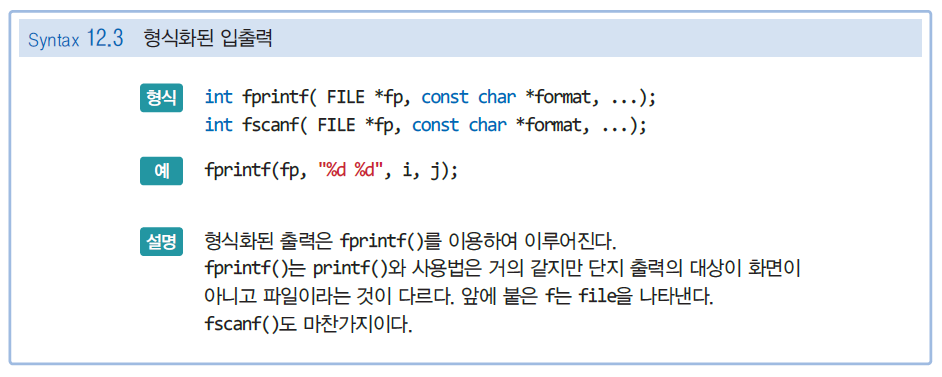 Syntax 12.3 형식화된 입출력
형식 int fprintf( FILE *fp, const char *format, ...);
int fscanf( FILE *fp, const char *format, ...);
예 fprintf(fp, "%d %d", i, j);
설명 형식화된 출력은 fprintf()를 이용하여 이루어진다.
fprintf()는 printf()와 사용법은 거의 같지만 단지 출력의 대상이 화면이
아니고 파일이라는 것이 다르다. 앞에 붙은 f는 file을 나타낸다.
fscanf()도 마찬가지이다.